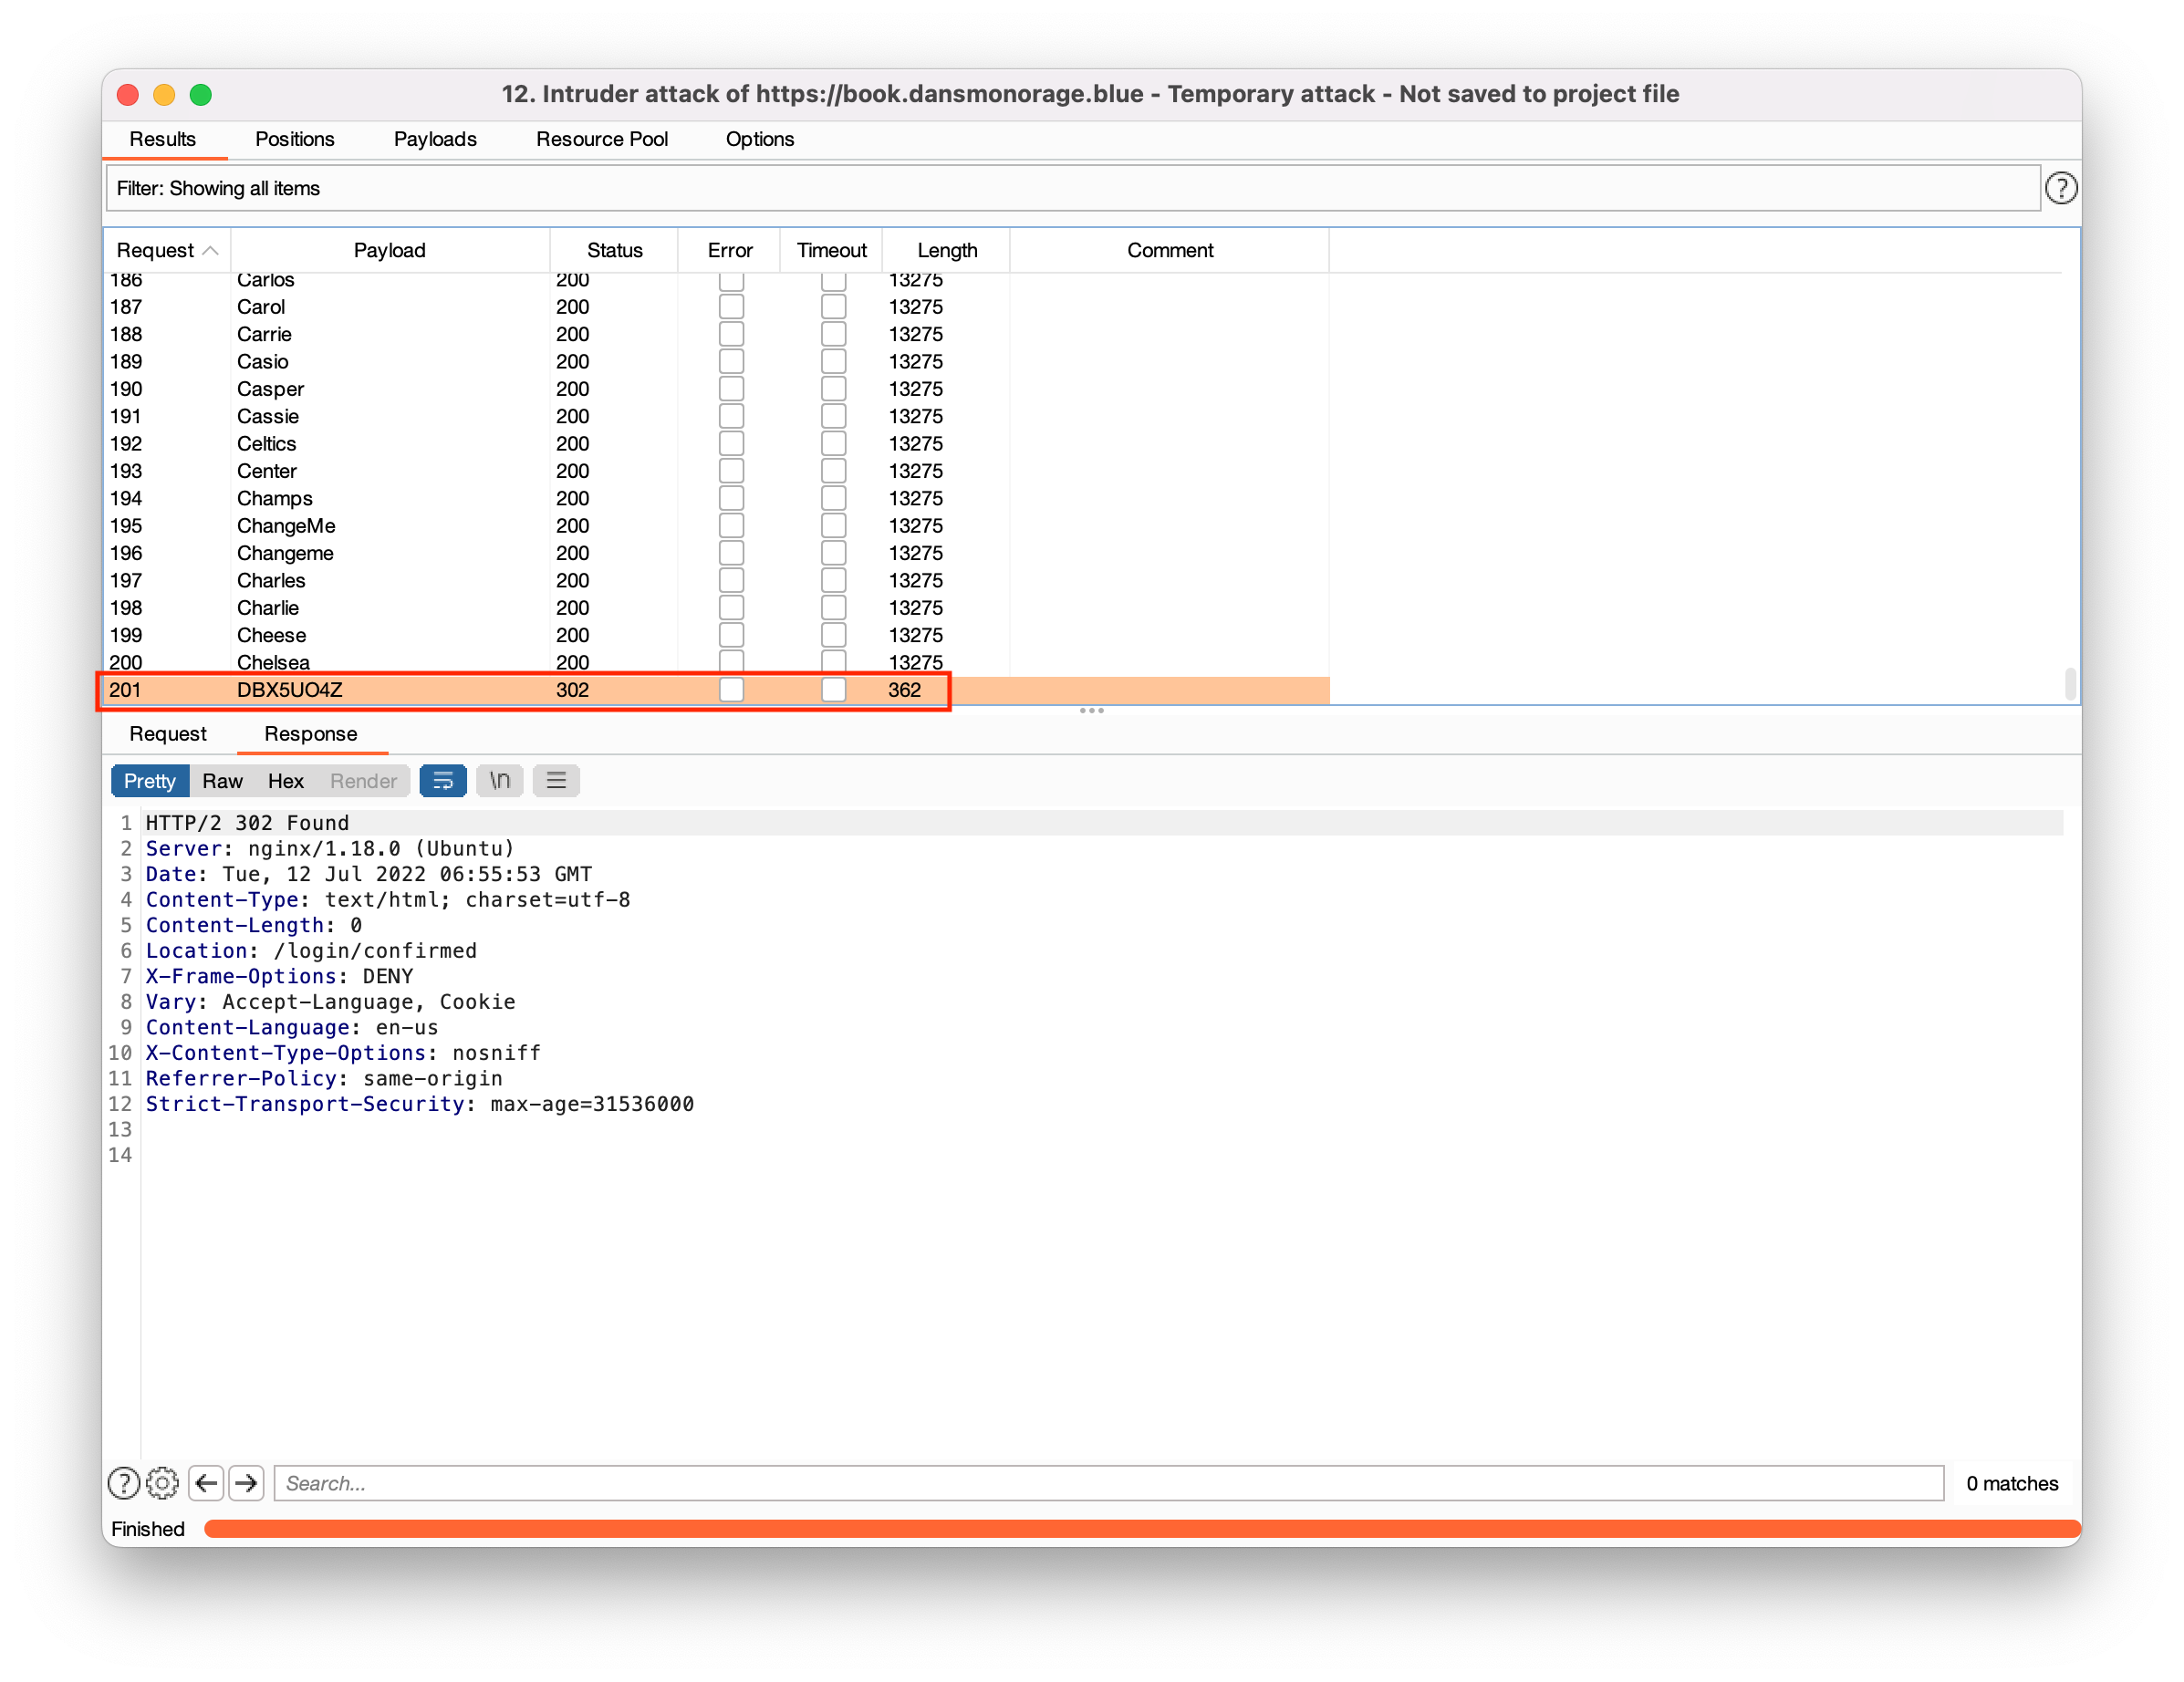 12. Intruder attack of https://book.dansmonorage.blue - Temporary attack - Not saved to project file
Results Positions Payloads Resource Pool Options
Filter: Showing all items ?
Request Payload Status Error Timeout Length Comment
186 Carlos 200 13275
187 Carol 200 13275
188 Carrie 200 13275
189 Casio 200 13275
190 Casper 200 13275
191 Cassie 200 13275
192 Celtics 200 13275
193 Center 200 13275
194 Champs 200 13275
195 ChangeMe 200 13275
196 Changeme 200 13275
197 Charles 200 13275
198 Charlie 200 13275
199 Cheese 200 13275
200 Chelsea 200 13275
201 DBX5UO4Z 302 362
Request Response
Pretty Raw Hex Render \n
1 HTTP/2 302 Found
2 Server: nginx/1.18.0 (Ubuntu)
3 Date: Tue, 12 Jul 2022 06:55:53 GMT
4 Content-Type: text/html; charset=utf-8
5 Content-Length: 0
6 Location: /login/confirmed
7 X-Frame-Options: DENY
8 Vary: Accept-Language, Cookie
9 Content-Language: en-us
10 X-Content-Type-Options: nosniff
11 Referrer-Policy: same-origin
12 Strict-Transport-Security: max-age=31536000
13
14
? Search... 0 matches
Finished